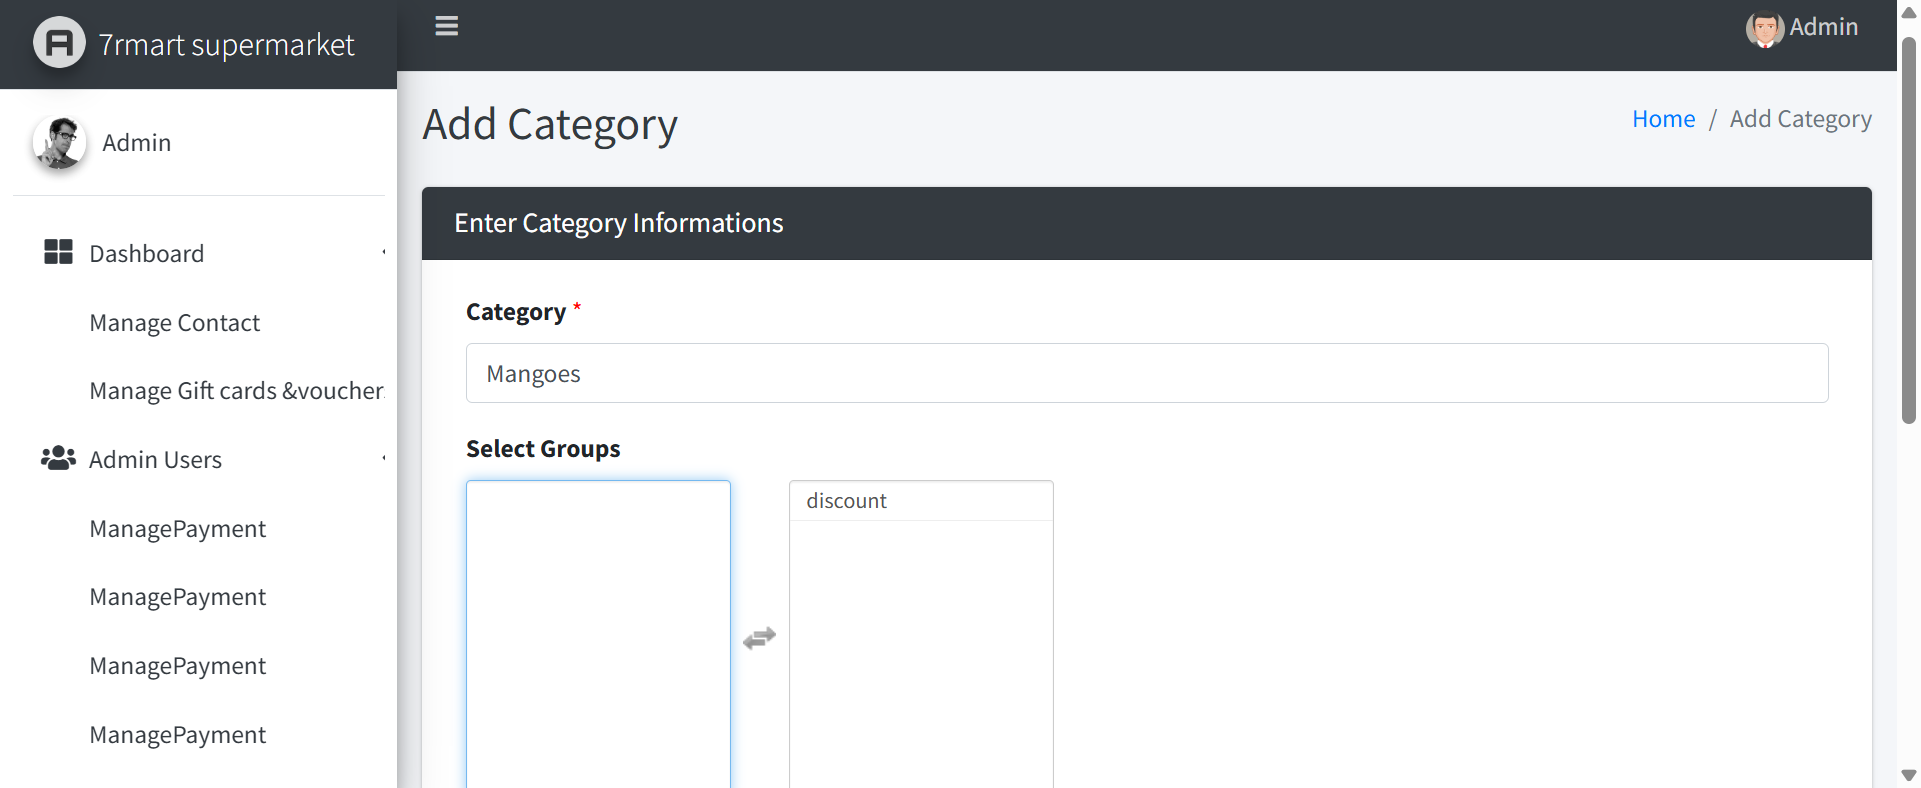 7rmart supermarket
Admin
Admin
Dashboard
Manage Contact
Manage Gift cards &voucher
Admin Users
ManagePayment
ManagePayment
ManagePayment
ManagePayment
Add Category
Home / Add Category
Enter Category Informations
Category *
Mangoes
Select Groups
discount